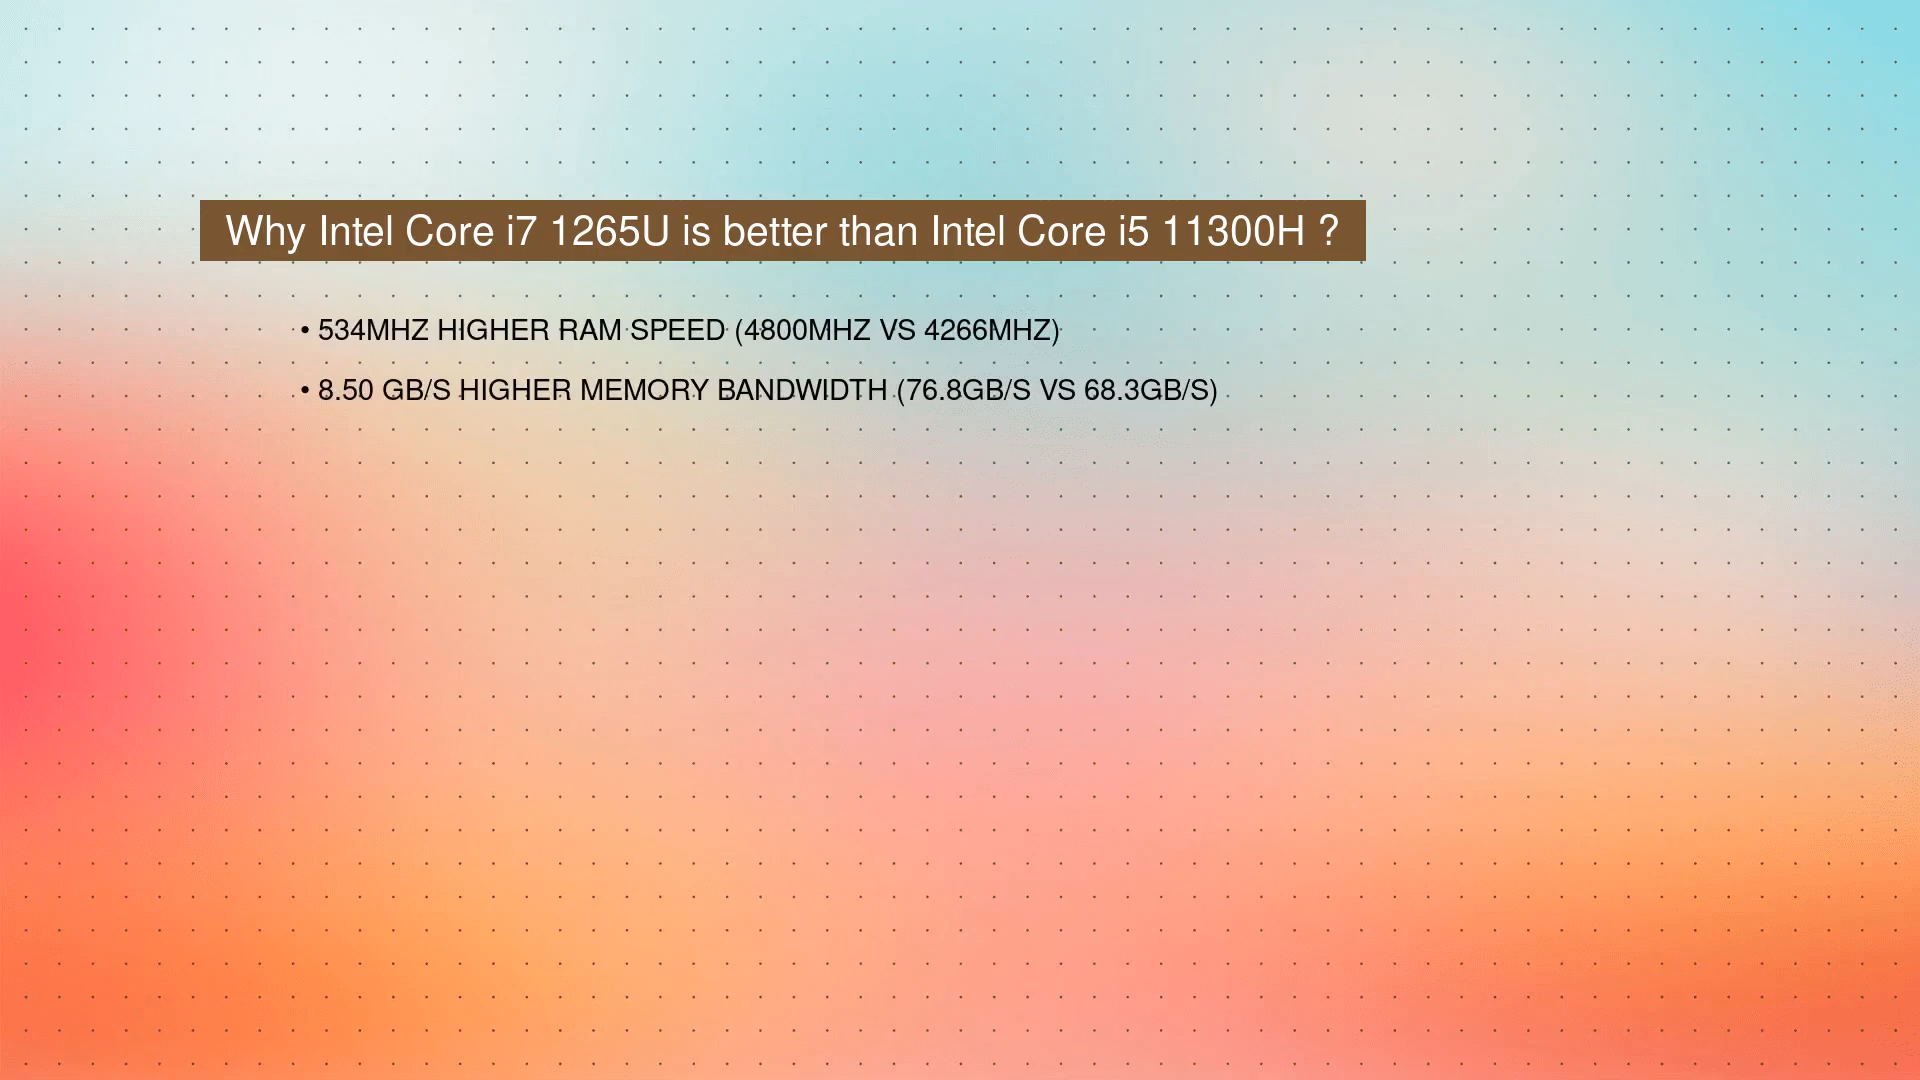 Why Intel Core i7 1265U is better than Intel Core i5 11300H ?
• 534MHZ HIGHER RAM SPEED (4800MHZ VS 4266MHZ)
• 8.50 GB/S HIGHER MEMORY BANDWIDTH (76.8GB/S VS 68.3GB/S)